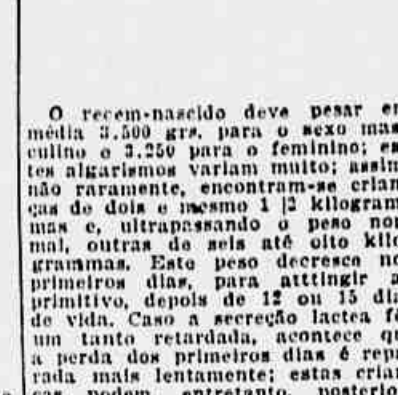 O recem-nascido deve pesar em
média 3.500 grs. para o sexo mas
culino e 3.250 para o feminino; es
tes algarismos variam muito; assim
não raramente, encontram-se crian
ças de dois e mesmo 1 |2 kilogram
mas e, ultrapassando o peso nor
mal, outras de seis até oito kilo
grammas. Este peso decresce no
primeiros dias, para atttingir a
primitivo, depois de 12 ou 15 dia
de vida. Caso a secreção lactea fô
um tanto retardada, acontece qu
a perda dos primeiros dias é repa
rada mais lentamente; estas crian
ças podem, entretanto, posterio